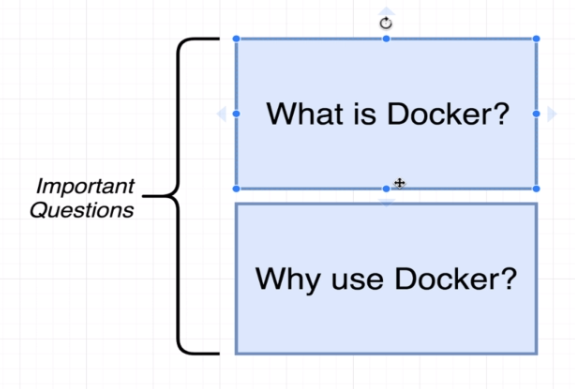 Important
Questions
What is Docker?
Why use Docker?